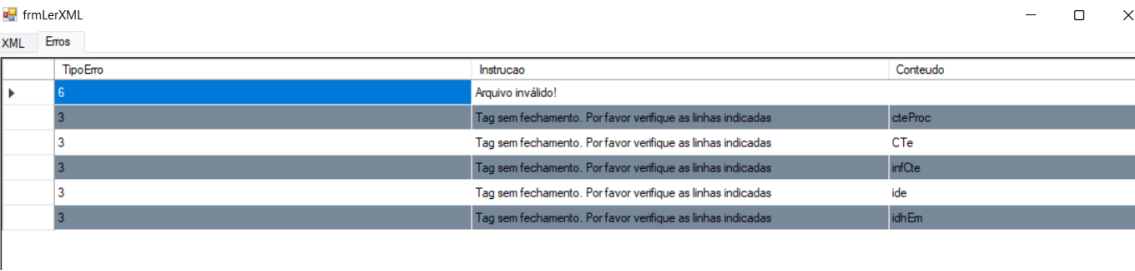 frmLerXML
XML Erros
TipoErro Instrucao Conteudo
6 Arquivo inválido!
3 Tag sem fechamento. Por favor verifique as linhas indicadas cteProc
3 Tag sem fechamento. Por favor verifique as linhas indicadas CTe
3 Tag sem fechamento. Por favor verifique as linhas indicadas infCte
3 Tag sem fechamento. Por favor verifique as linhas indicadas ide
3 Tag sem fechamento. Por favor verifique as linhas indicadas idhEm